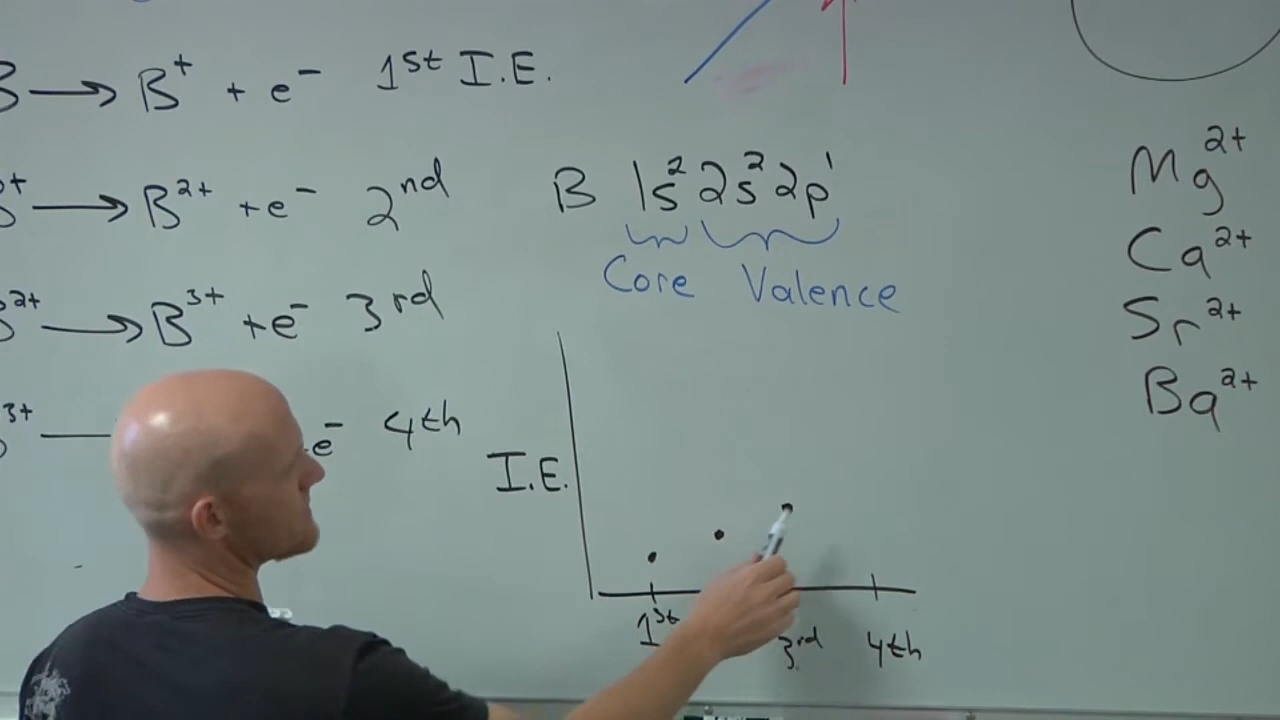 B → B⁺ + e⁻ 1st I.E.
B⁺ → B²⁺ + e⁻ 2nd
B²⁺ → B³⁺ + e⁻ 3rd
3+ e⁻ 4th
B 1s² 2s² 2p¹
Core Valence
I.E.
1st 3rd 4th
Mg²⁺
Ca²⁺
Sr²⁺
Ba²⁺